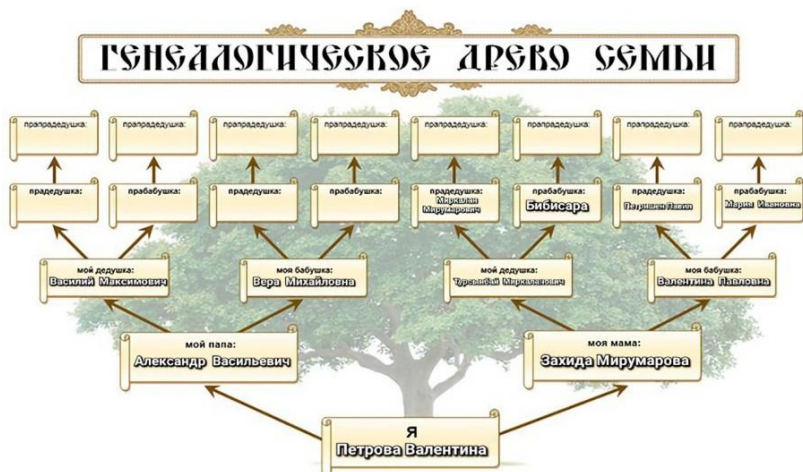 ГЕНЕАЛОГИЧЕСКОЕ ДРЕВО СЕМЬИ
прапрадедушка: прапрадедушка: прапрадедушка: прапрадедушка: прапрадедушка: прапрадедушка: прапрадедушка: прапрадедушка:
прадедушка: прабабушка: прадедушка: прабабушка: прадедушка: прабабушка: прадедушка: прабабушка:
Мирумарович Бибисара Мария Ивановна
мой дедушка: моя бабушка: мой дедушка: моя бабушка:
Василий Максимович Вера Михайловна Валентина Павловна
мой папа: моя мама:
Александр Васильевич Захида Мирумарова
Я
Петрова Валентина